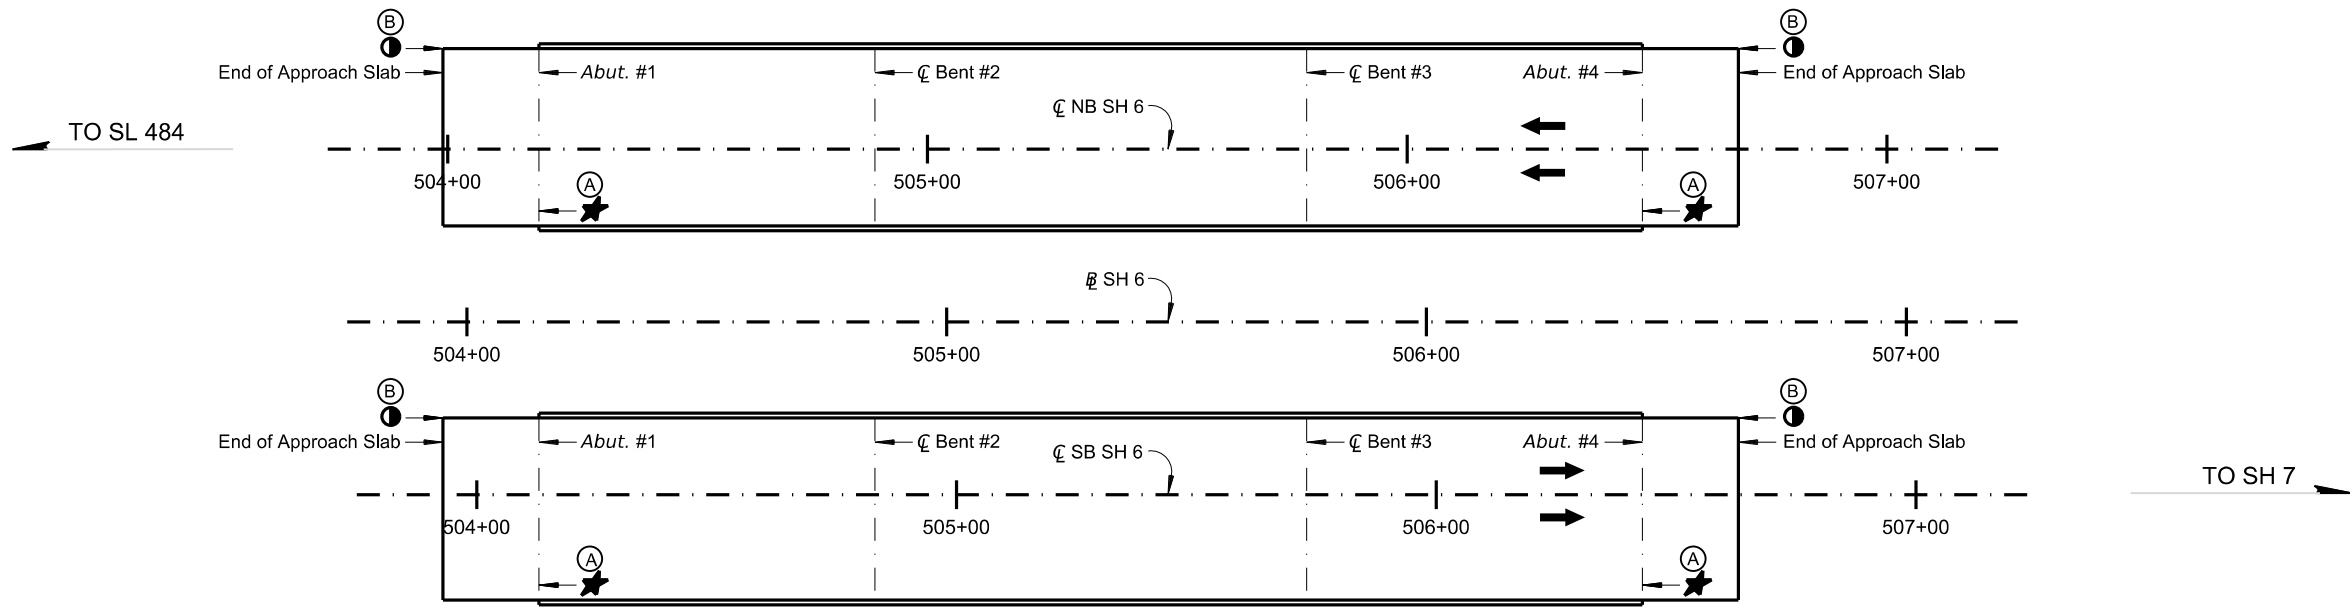 B B
End of Approach Slab Abut. #1 ℄ Bent #2 ℄ Bent #3 Abut. #4 End of Approach Slab
℄ NB SH 6
TO SL 484
504+00 505+00 506+00 507+00
A A
SH 6
504+00 505+00 506+00 507+00
B B
End of Approach Slab Abut. #1 ℄ Bent #2 ℄ Bent #3 Abut. #4 End of Approach Slab
℄ SB SH 6
TO SH 7
504+00 505+00 506+00 507+00
A A